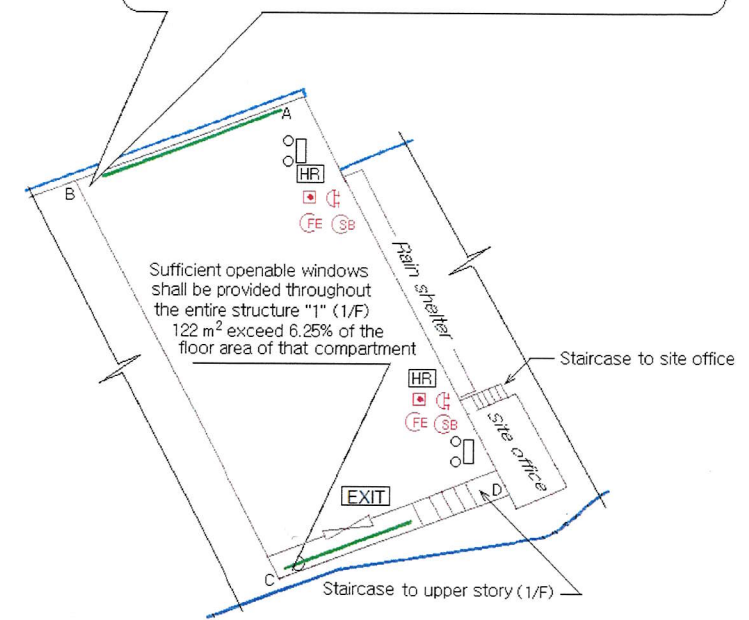 A
B
HR
FE SB
Rain shelter
Sufficient openable windows
shall be provided throughout
the entire structure "1" (1/F)
122 m² exceed 6.25% of the
floor area of that compartment
Staircase to site office
HR
FE SB
Site office
EXIT
D
C
Staircase to upper story (1/F)